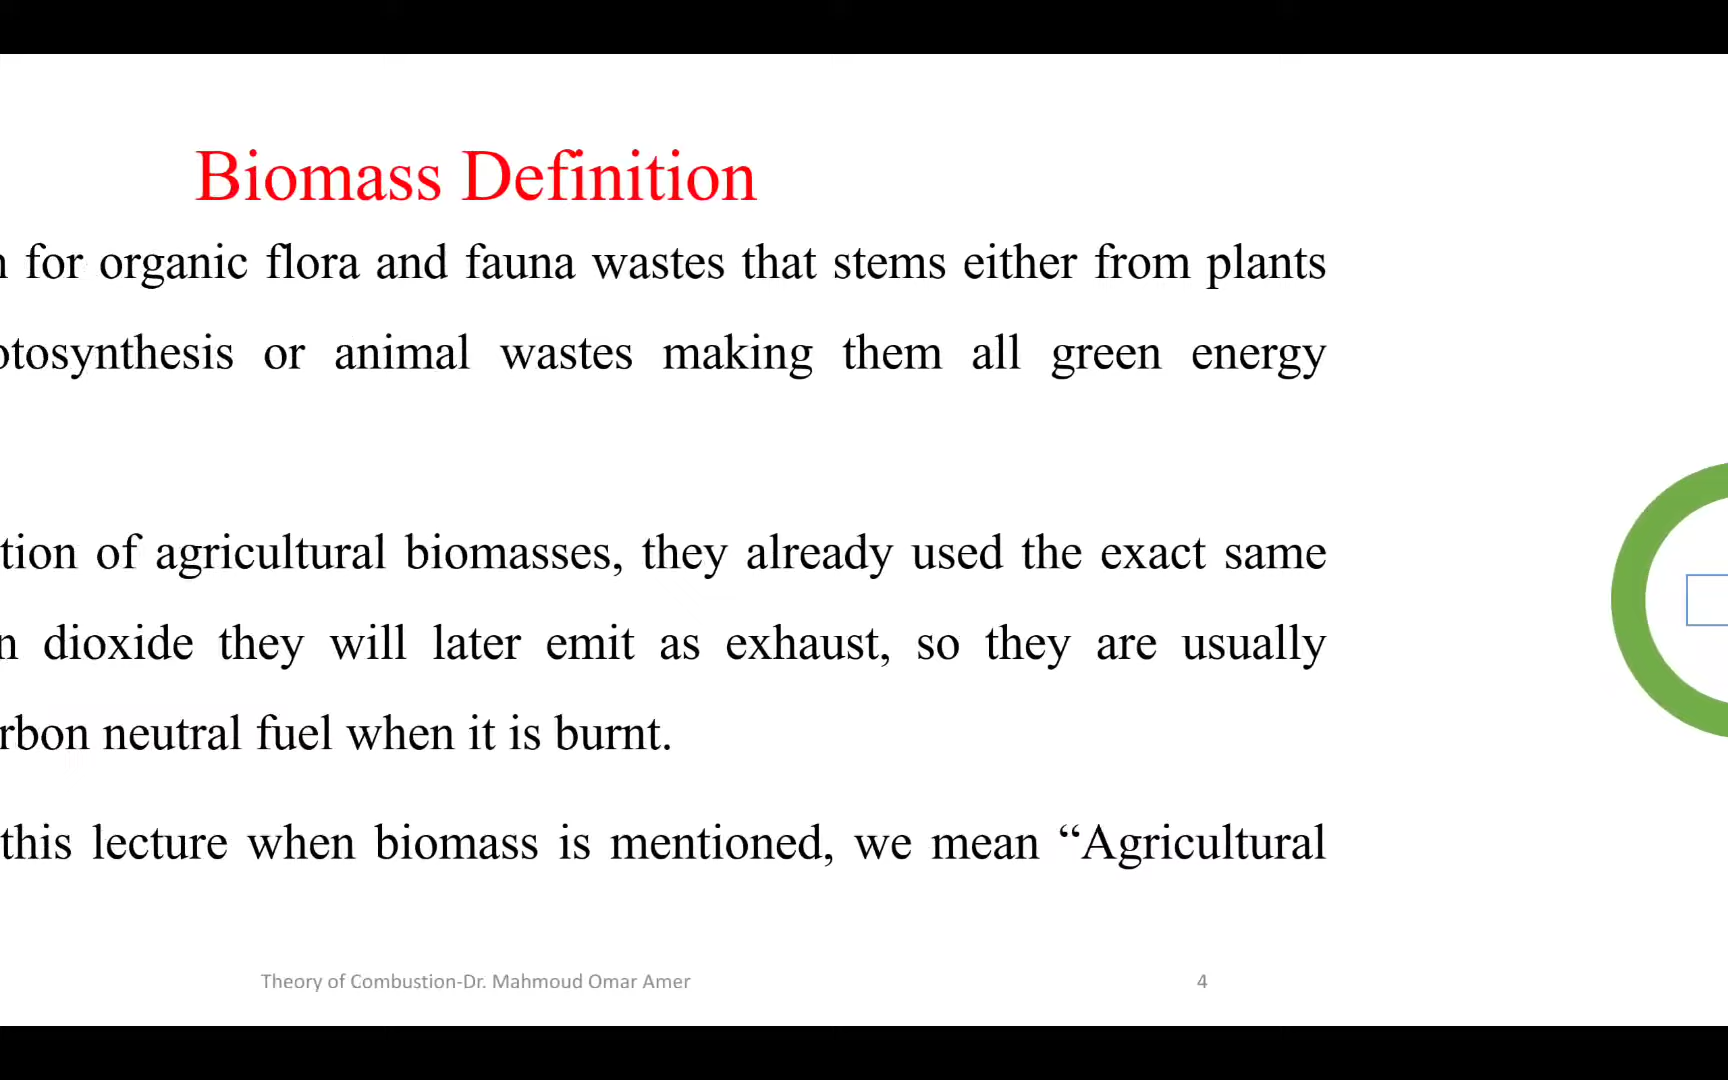 Biomass Definition
for organic flora and fauna wastes that stems either from plants
otosynthesis or animal wastes making them all green energy
tion of agricultural biomasses, they already used the exact same
n dioxide they will later emit as exhaust, so they are usually
rbon neutral fuel when it is burnt.
this lecture when biomass is mentioned, we mean “Agricultural
Theory of Combustion-Dr. Mahmoud Omar Amer
4